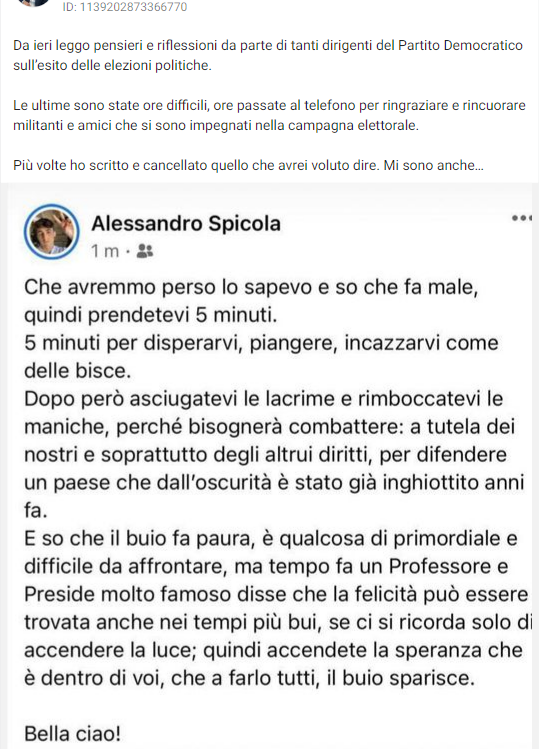 ID: 1139202873366770
Da ieri leggo pensieri e riflessioni da parte di tanti dirigenti del Partito Democratico
sull'esito delle elezioni politiche.
Le ultime sono state ore difficili, ore passate al telefono per ringraziare e rincuorare
militanti e amici che si sono impegnati nella campagna elettorale.
Più volte ho scritto e cancellato quello che avrei voluto dire. Mi sono anche...
Alessandro Spicola
1 m ·
Che avremmo perso lo sapevo e so che fa male,
quindi prendetevi 5 minuti.
5 minuti per disperarvi, piangere, incazzarvi come
delle bisce.
Dopo però asciugatevi le lacrime e rimboccatevi le
maniche, perché bisognerà combattere: a tutela dei
nostri e soprattutto degli altrui diritti, per difendere
un paese che dall'oscurità è stato già inghiottito anni
fa.
E so che il buio fa paura, è qualcosa di primordiale e
difficile da affrontare, ma tempo fa un Professore e
Preside molto famoso disse che la felicità può essere
trovata anche nei tempi più bui, se ci si ricorda solo di
accendere la luce; quindi accendete la speranza che
è dentro di voi, che a farlo tutti, il buio sparisce.
Bella ciao!